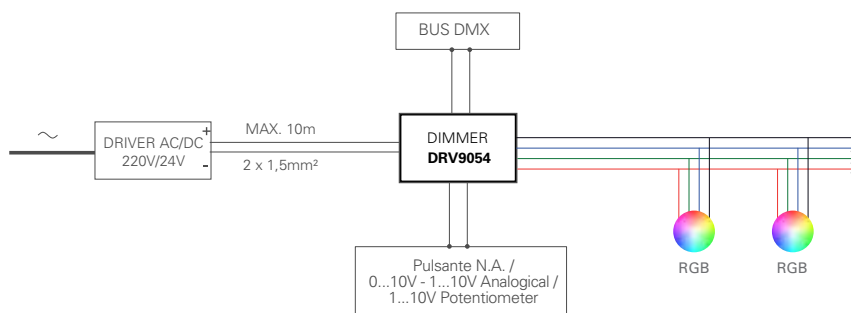 BUS DMX
~
DRIVER AC/DC
220V/24V
+
-
MAX. 10m
2 x 1,5mm²
DIMMER
DRV9054
RGB
RGB
Pulsante N.A. /
0...10V - 1...10V Analogical /
1...10V Potentiometer